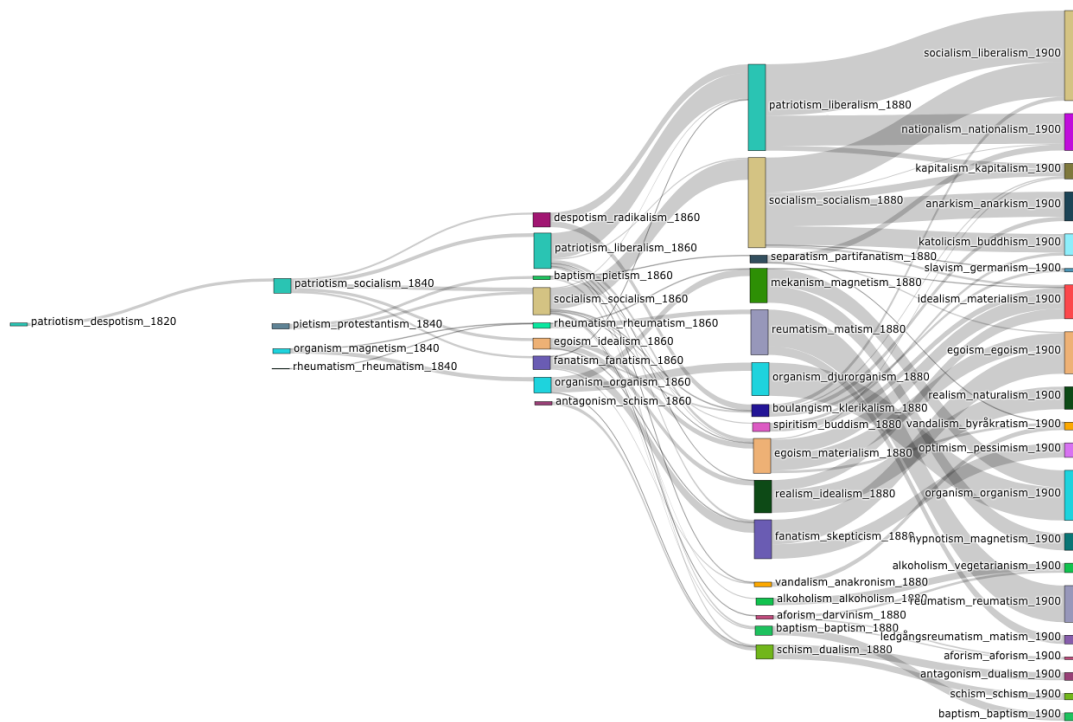 patriotism_despotism_1820
patriotism_socialism_1840
pietism_protestantism_1840
organism_magnetism_1840
rheumatism_rheumatism_1840
despotism_radikalism_1860
patriotism_liberalism_1860
baptism_pietism_1860
socialism_socialism_1860
rheumatism_rheumatism_1860
egoism_idealism_1860
fanatism_fanatism_1860
organism_organism_1860
antagonism_schism_1860
patriotism_liberalism_1880
socialism_socialism_1880
separatism_partifanatism_1880
mekanism_magnetism_1880
reumatism_matism_1880
organism_djurorganism_1880
boulangism_klerikalism_1880
spiritism_buddism_1880
egoism_materialism_1880
realism_idealism_1880
fanatism_skepticism_1880
vandalism_anakronism_1880
alkoholism_alkoholism_1880
aforism_darvinism_1880
baptism_baptism_1880
schism_dualism_1880
socialism_liberalism_1900
nationalism_nationalism_1900
kapitalism_kapitalism_1900
anarkism_anarkism_1900
katolicism_buddhism_1900
slavism_germanism_1900
idealism_materialism_1900
egoism_egoism_1900
realism_naturalism_1900
vandalism_byråkratism_1900
optimism_pessimism_1900
organism_organism_1900
hypnotism_magnetism_1900
alkoholism_vegetarianism_1900
reumatism_reumatism_1900
ledgångsreumatism_matism_1900
aforism_aforism_1900
antagonism_dualism_1900
schism_schism_1900
baptism_baptism_1900